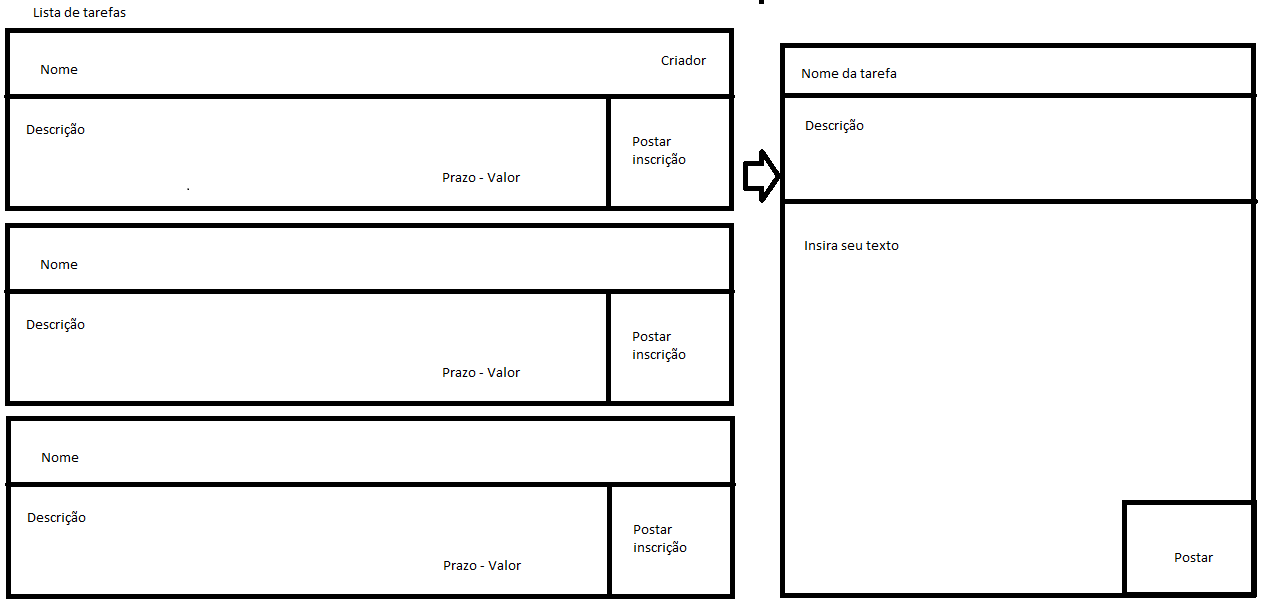 Lista de tarefas
Nome
Criador
Descrição
Postar
inscrição
Prazo - Valor
Nome
Descrição
Postar
inscrição
Prazo - Valor
Nome
Descrição
Postar
inscrição
Prazo - Valor
Nome da tarefa
Descrição
Insira seu texto
Postar